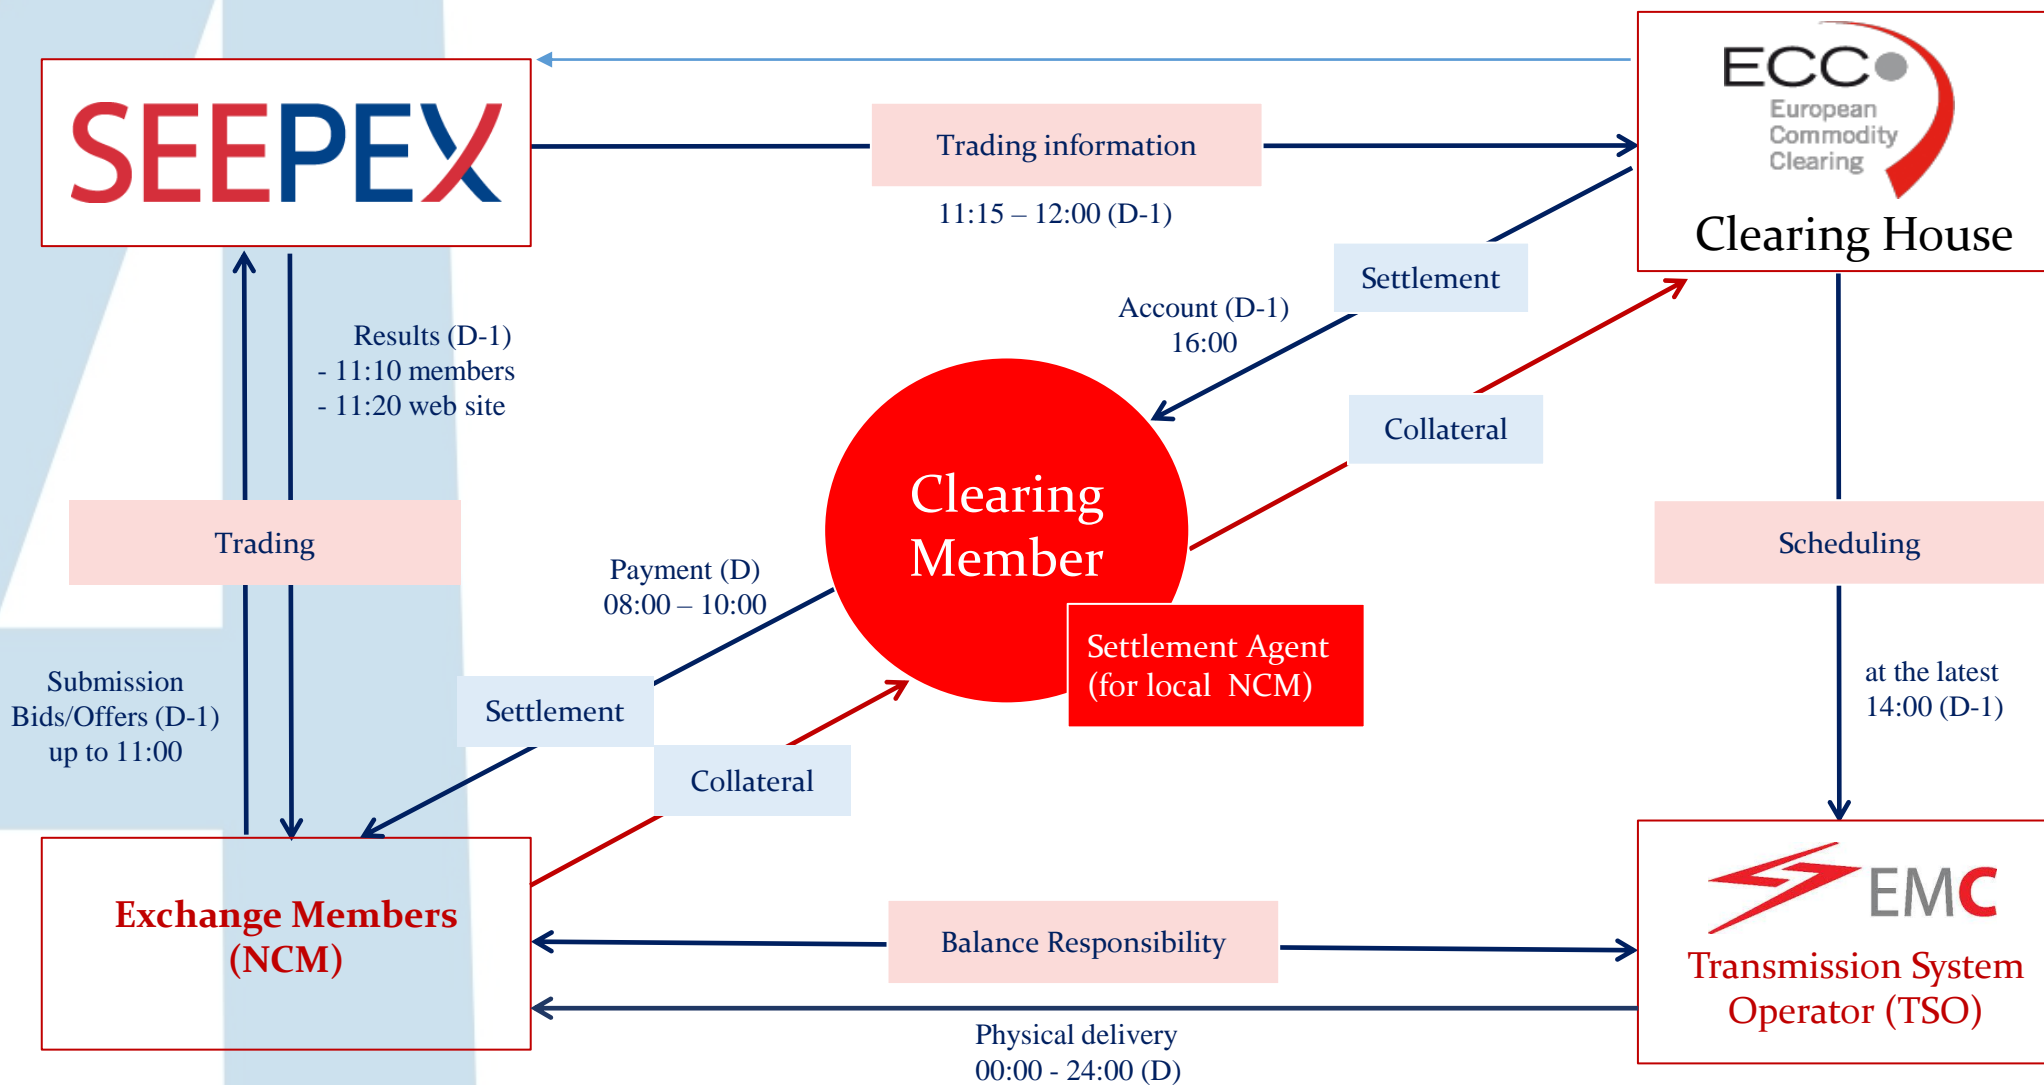 SEEPEX
Trading information
11:15 – 12:00 (D-1)
ECC
European
Commodity
Clearing
Clearing House
Settlement
Account (D-1)
16:00
Results (D-1)
- 11:10 members
- 11:20 web site
Collateral
Clearing
Member
Trading
Scheduling
Payment (D)
08:00 – 10:00
Settlement Agent
(for local NCM)
Submission
Bids/Offers (D-1)
up to 11:00
at the latest
14:00 (D-1)
Settlement
Collateral
Exchange Members
(NCM)
Balance Responsibility
EMC
Transmission System
Operator (TSO)
Physical delivery
00:00 - 24:00 (D)